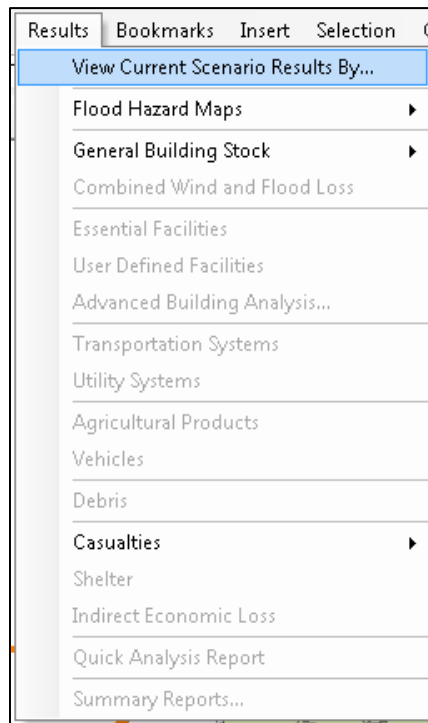 Results Bookmarks Insert Selection
View Current Scenario Results By...
Flood Hazard Maps
General Building Stock
Combined Wind and Flood Loss
Essential Facilities
User Defined Facilities
Advanced Building Analysis...
Transportation Systems
Utility Systems
Agricultural Products
Vehicles
Debris
Casualties
Shelter
Indirect Economic Loss
Quick Analysis Report
Summary Reports...